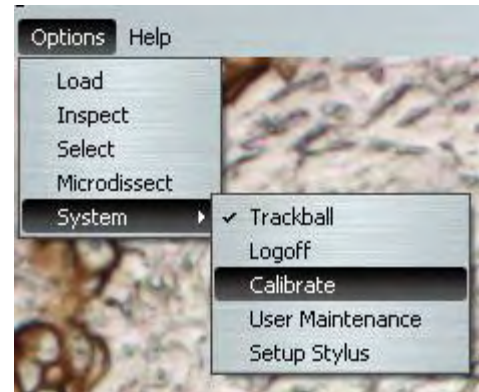 Options Help
Load
Inspect
Select
Microdissect
System
Trackball
Logoff
Calibrate
User Maintenance
Setup Stylus